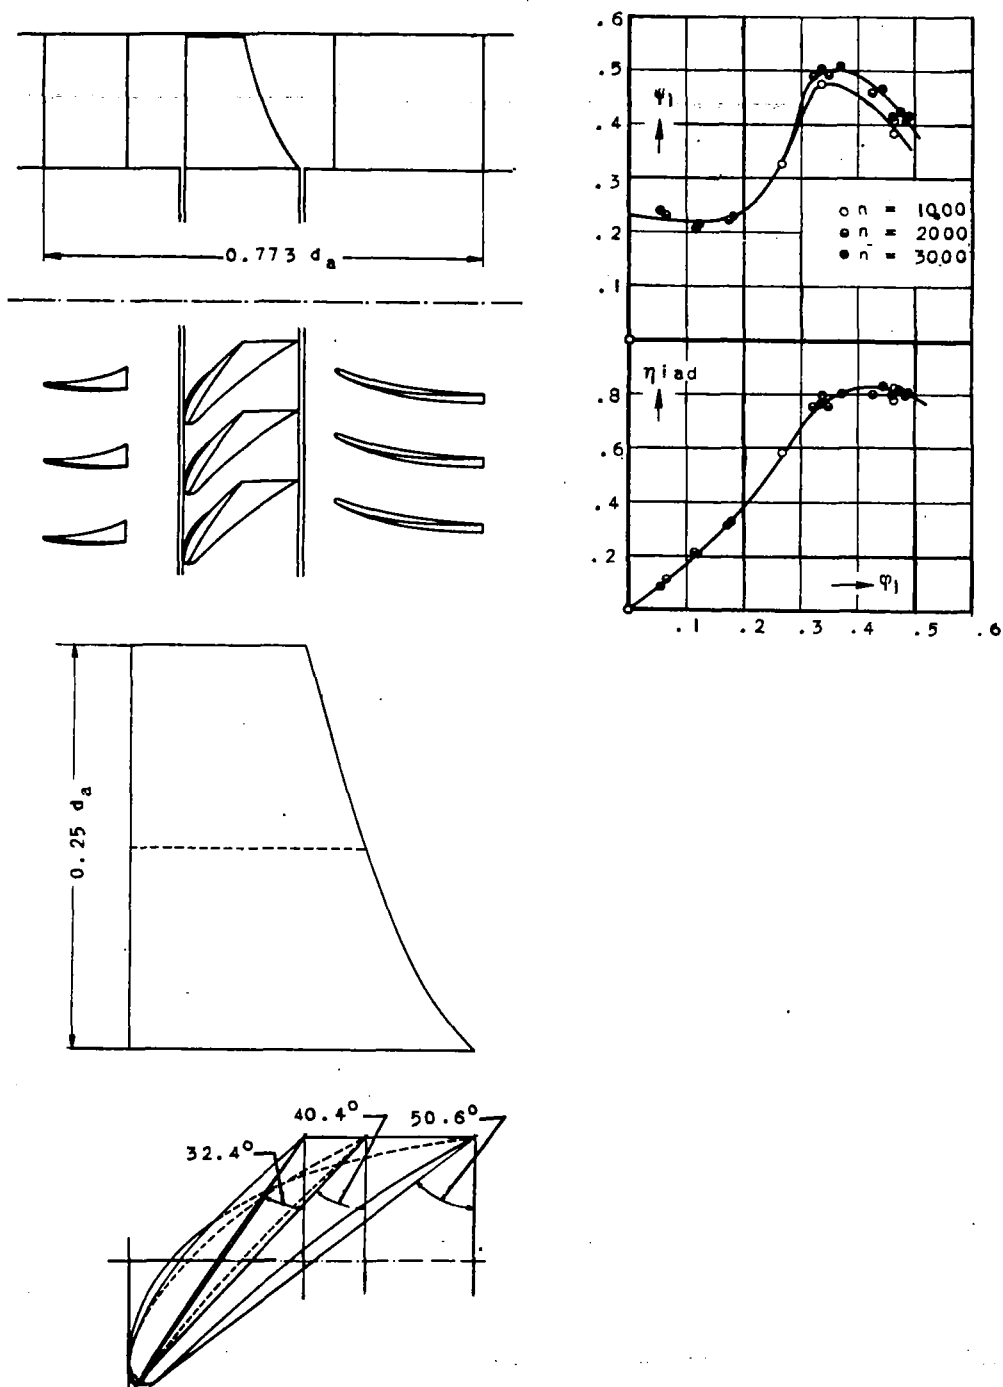 0.773 dₐ
0.25 dₐ
40.4° 50.6°
32.4°
.6
.5
ψ₁
.4
.3
o n = 1000
n = 2000
.2
n = 3000
.1
η iad
.8
.6
.4
.2
φ₁
.1 .2 .3 .4 .5 .6